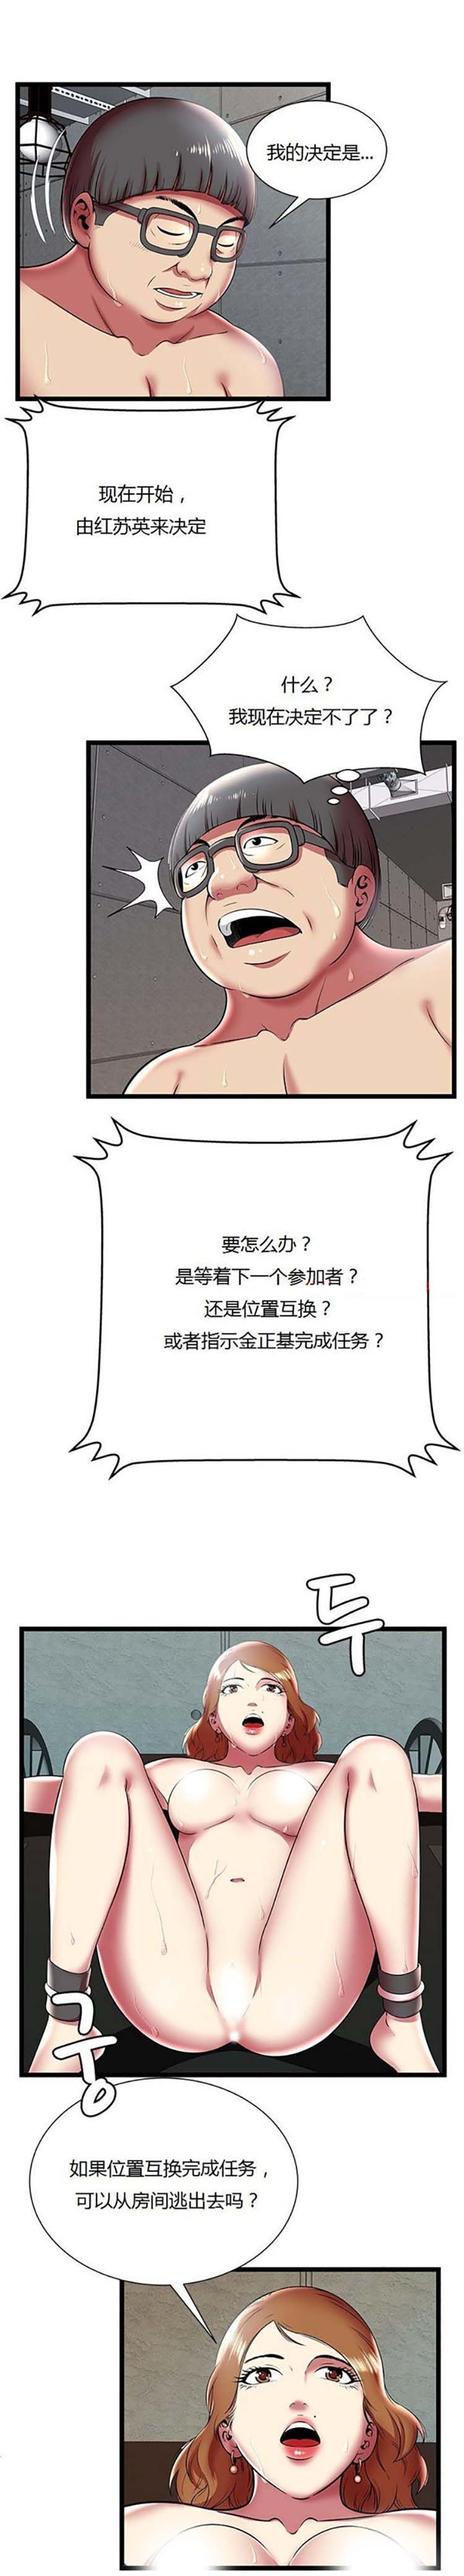 我的决定是...
现在开始，
由红苏英来决定
什么？
我现在决定不了了？
要怎么办？
是等着下一个参加者？
还是位置互换？
或者指示金正基完成任务？
두
궁
如果位置互换完成任务，
可以从房间逃出去吗？